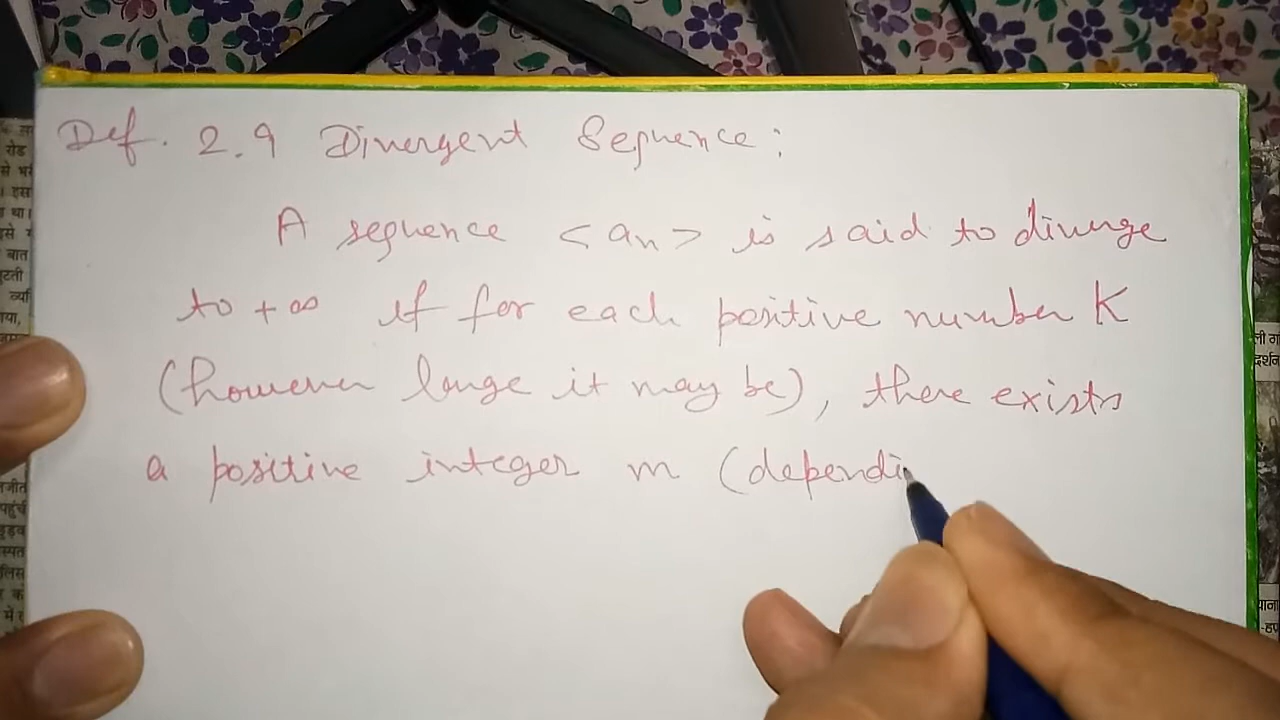 Def. 2.9 Divergent Sequence:
A sequence <an> is said to diverge
to +∞ if for each positive number K
(however large it may be), there exists
a positive integer m (dependi